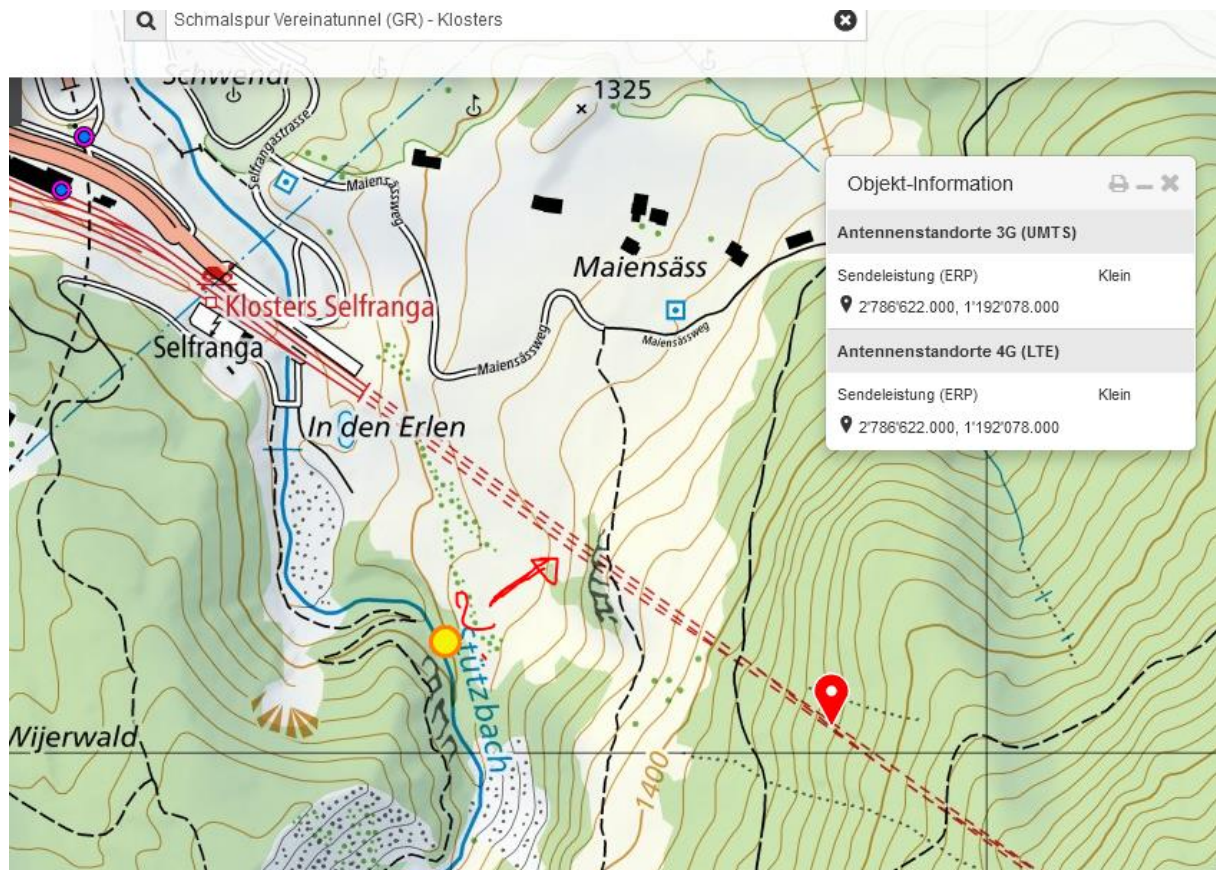 Schmalspur Vereinatunnel (GR) - Klosters
Schwendi
1325
Selfrangastrasse
Maiensässweg
Objekt-Information
Antennenstandorte 3G (UMTS)
Sendeleistung (ERP) Klein
2'786'622.000, 1'192'078.000
Antennenstandorte 4G (LTE)
Sendeleistung (ERP) Klein
2'786'622.000, 1'192'078.000
Maiensäss
Klosters Selfranga
Maiensässweg
Selfranga
Maiensässweg
In den Erlen
?
Stützbach
Wijerwald
1400